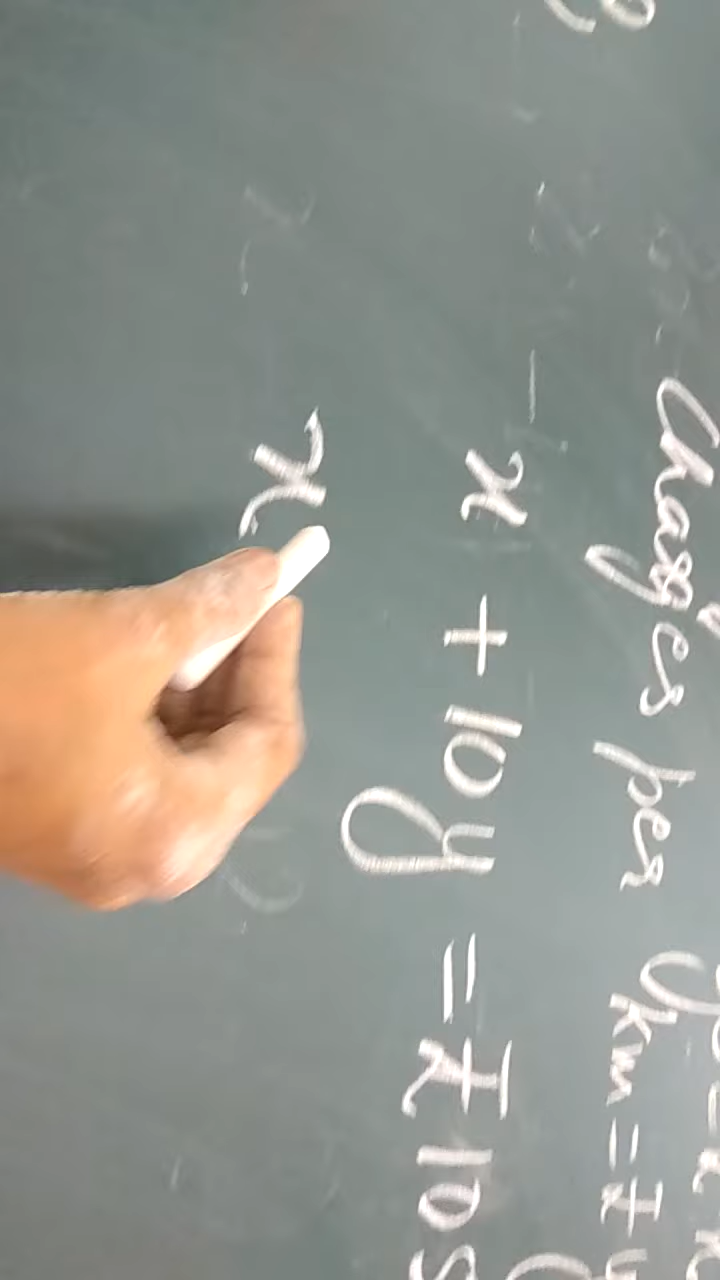 Charges per km = ₹ y
x + 10y = ₹ 105
x